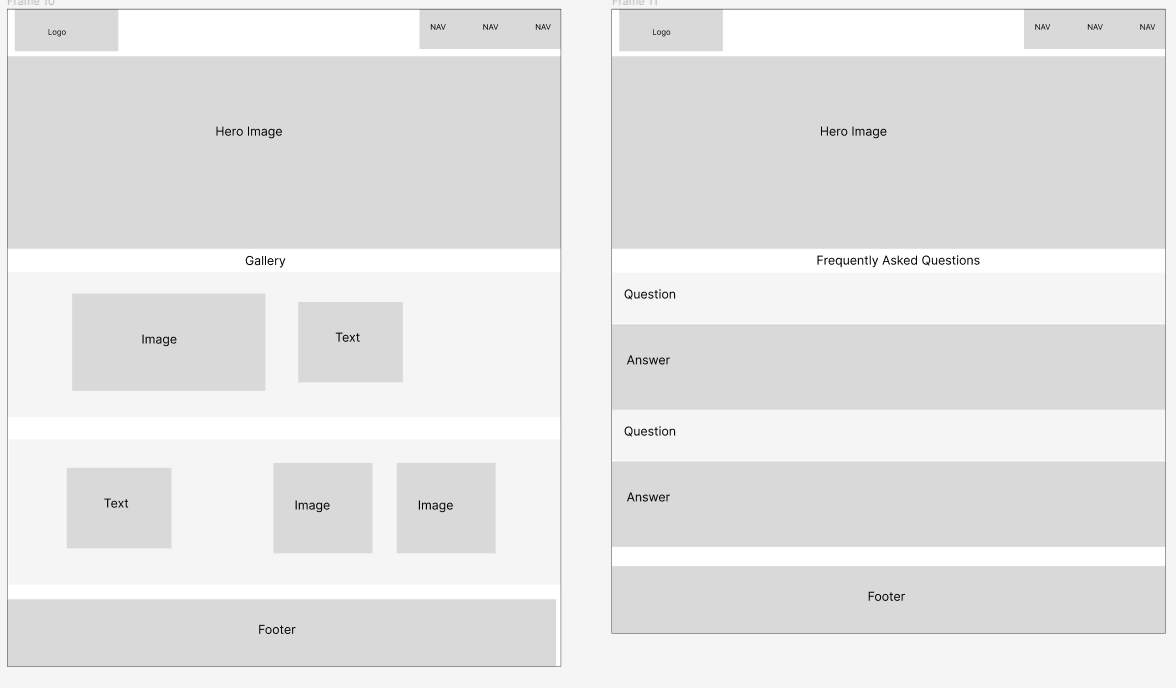 Frame 10
Logo
NAV NAV NAV
Hero Image
Gallery
Image
Text
Text
Image
Image
Footer
Frame 11
Logo
NAV NAV NAV
Hero Image
Frequently Asked Questions
Question
Answer
Question
Answer
Footer